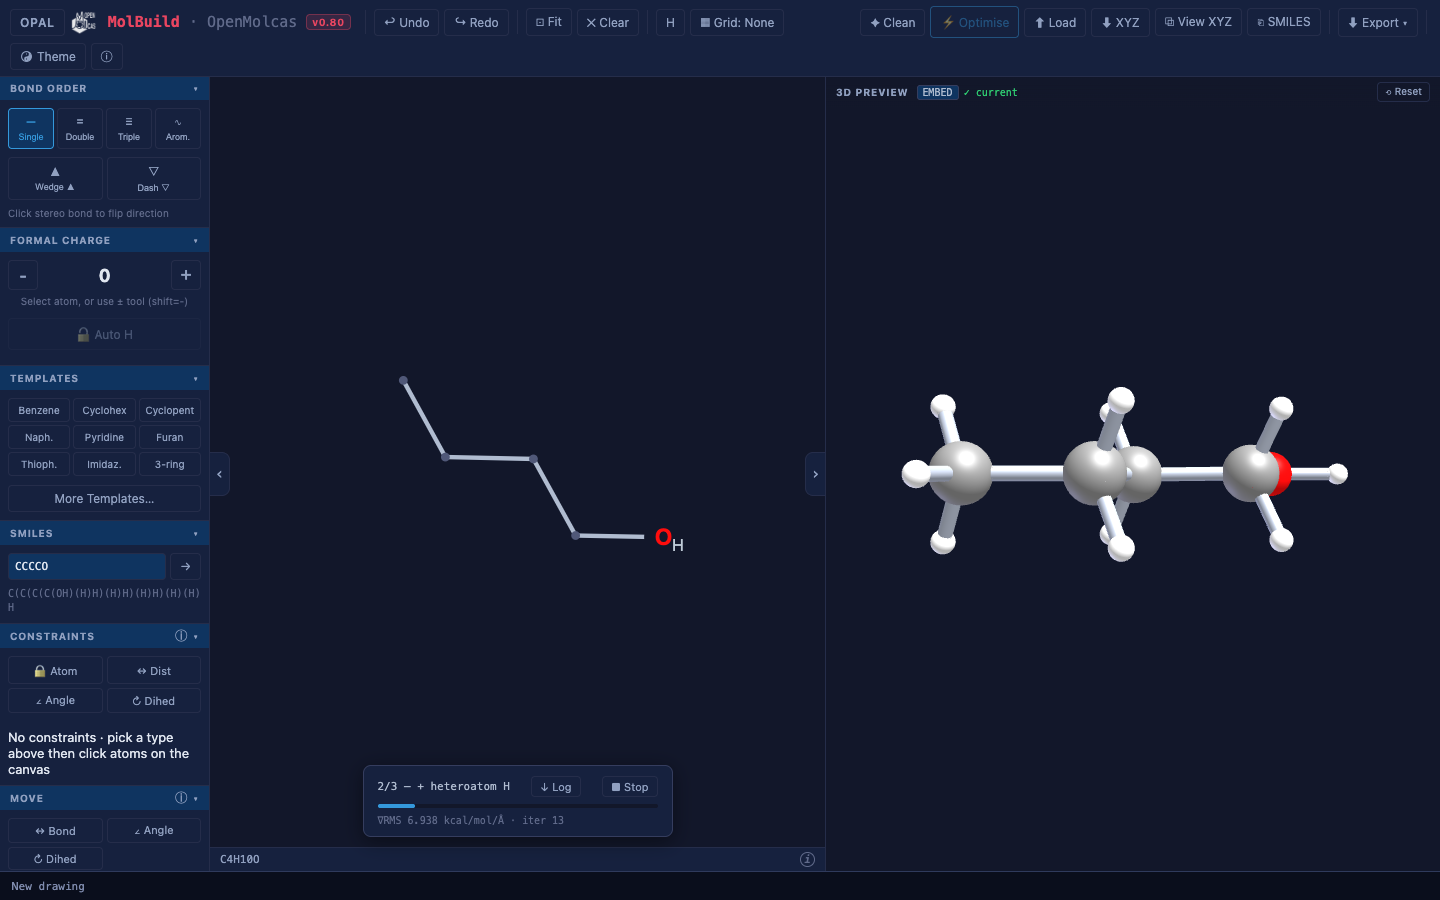 OPAL MolBuild · OpenMolcas v0.80 Undo Redo Fit Clear H Grid: None Clean Optimise Load XYZ View XYZ SMILES Export
Theme
BOND ORDER
Single Double Triple Arom.
Wedge ▲ Dash ▽
Click stereo bond to flip direction
FORMAL CHARGE
- 0 +
Select atom, or use ± tool (shift=-)
Auto H
TEMPLATES
Benzene Cyclohex Cyclopent
Naph. Pyridine Furan
Thioph. Imidaz. 3-ring
More Templates...
SMILES
CCCCO →
C(C(C(C(OH)(H)H)(H)H)(H)H)(H)(H)
H
CONSTRAINTS
Atom Dist
Angle Dihed
No constraints · pick a type
above then click atoms on the
canvas
MOVE
Bond Angle
Dihed
OH
2/3 — + heteroatom H Log Stop
∇RMS 6.938 kcal/mol/Å · iter 13
C4H10O
3D PREVIEW EMBED ✓ current Reset
New drawing